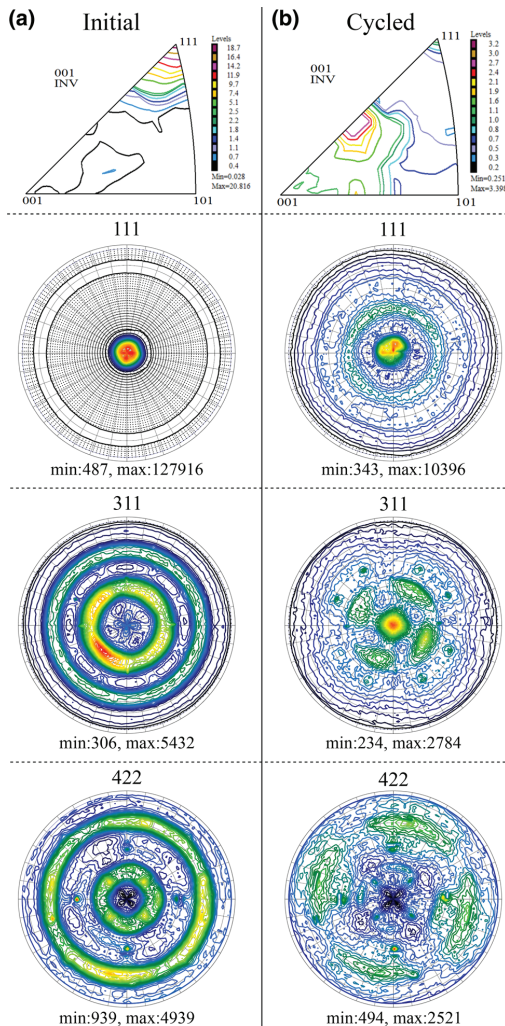 (a) Initial
Levels
18.7
16.4
14.2
11.9
9.7
7.4
5.1
2.5
2.2
1.8
1.4
1.1
0.7
0.4
Min=0.028
Max=20.816
111
001
INV
001
101
111
min:487, max:127916
311
min:306, max:5432
422
min:939, max:4939
(b) Cycled
Levels
3.2
3.0
2.7
2.4
2.1
1.9
1.6
1.3
1.0
0.8
0.7
0.5
0.3
0.2
Min=0.251
111
001
INV
001
101
111
min:343, max:10396
311
min:234, max:2784
422
min:494, max:2521